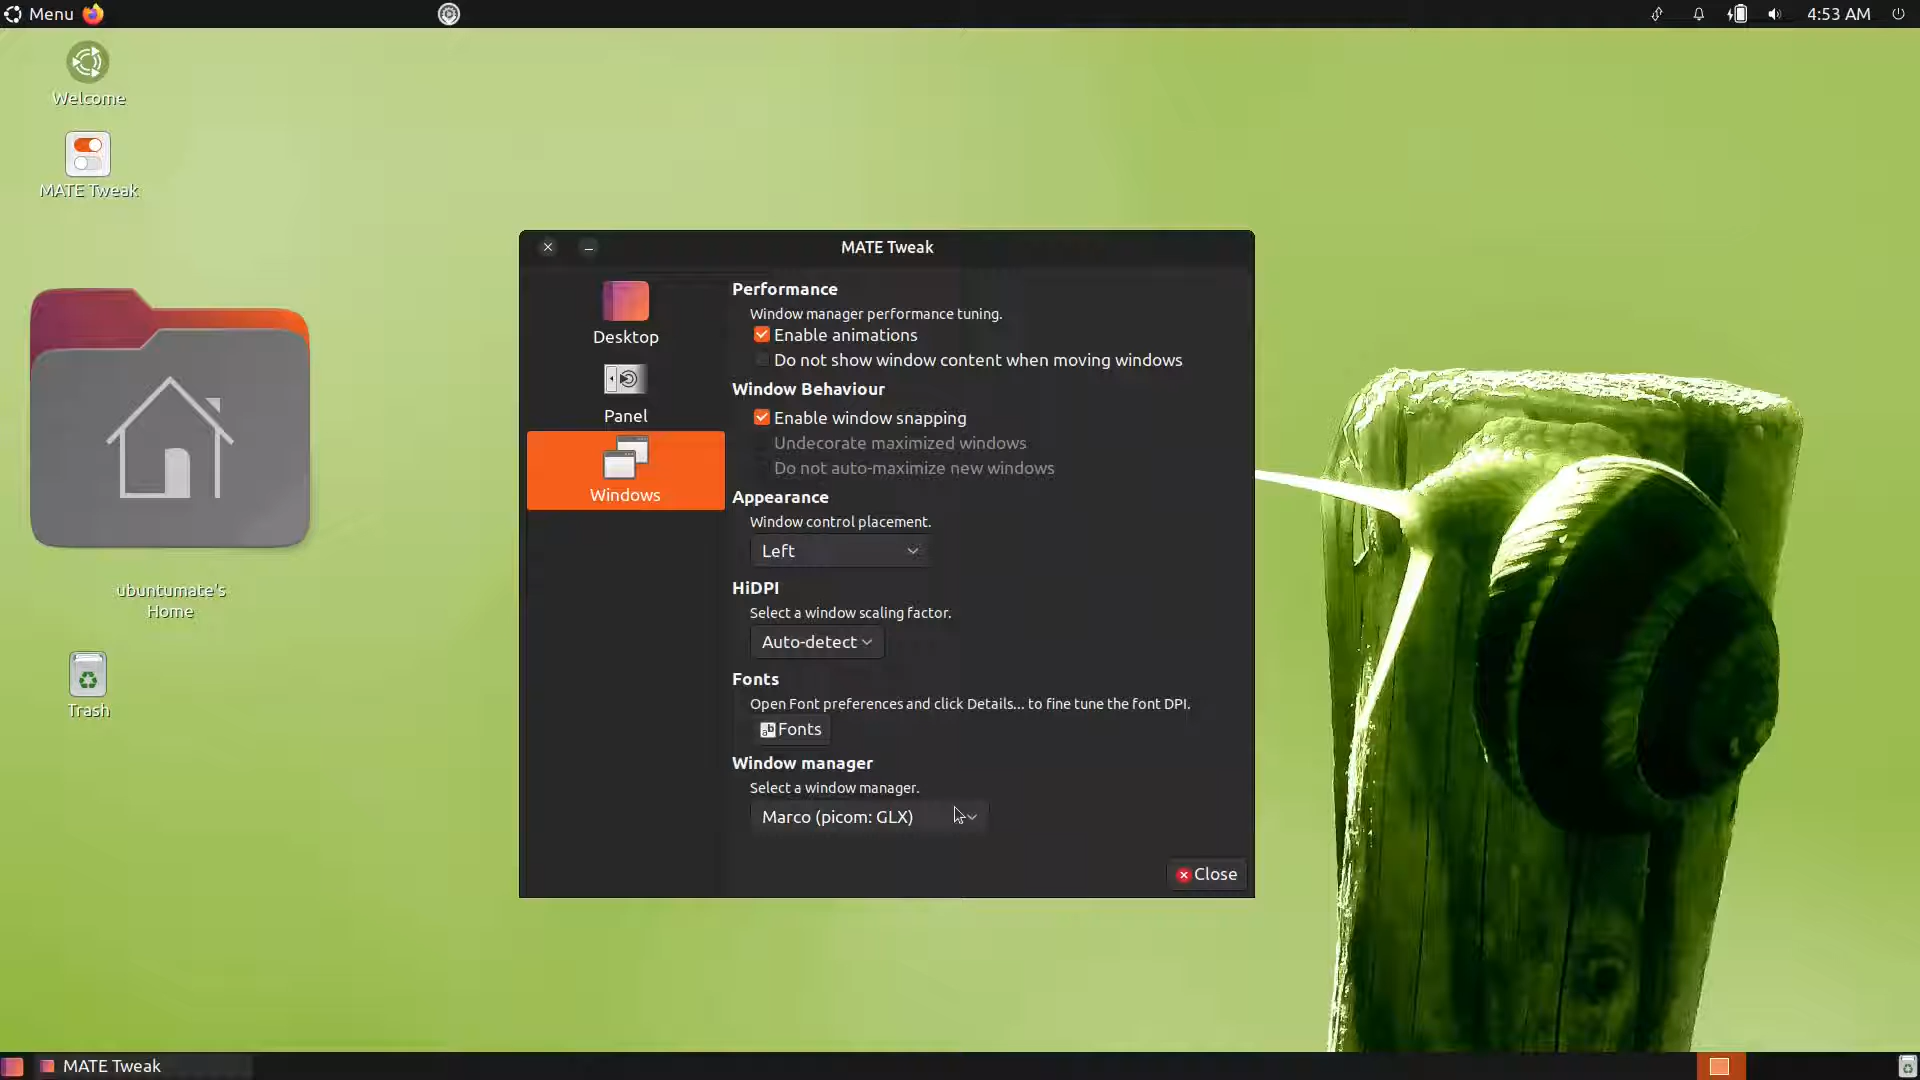 Menu
4:53 AM
Welcome
MATE Tweak
ubuntumate's
Home
Trash
MATE Tweak
Desktop
Panel
Windows
Performance
Window manager performance tuning.
Enable animations
Do not show window content when moving windows
Window Behaviour
Enable window snapping
Undecorate maximized windows
Do not auto-maximize new windows
Appearance
Window control placement.
Left
HiDPI
Select a window scaling factor.
Auto-detect
Fonts
Open Font preferences and click Details... to fine tune the font DPI.
Fonts
Window manager
Select a window manager.
Marco (picom: GLX)
Close
MATE Tweak